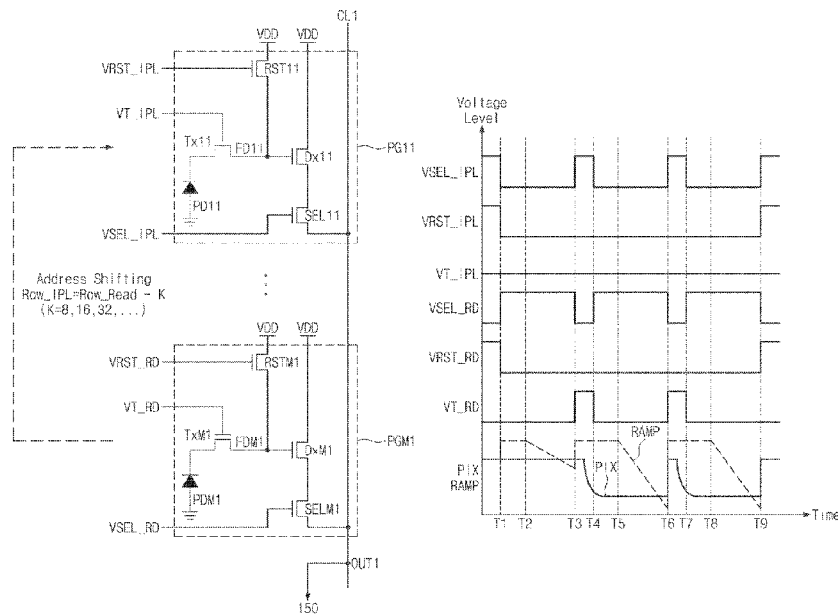 CL1
VDD VDD
VRST_IPL
RST11
VT_IPL
Tx11 FD11
Dx11
PG11
PD11
SEL11
VSEL_IPL
Address Shifting
Row_IPL=Row_Read - K
(K=8,16,32,...)
VDD VDD
VRST_RD
RSTM1
VT_RD
TxM1 FDM1
DxM1
PGM1
PDM1
SELM1
VSEL_RD
OUT1
150
Voltage
Level
VSEL_IPL
VRST_IPL
VT_IPL
VSEL_RD
VRST_RD
VT_RD
RAMP
PIX
PIX
RAMP
T1 T2 T3 T4 T5 T6 T7 T8 T9
Time